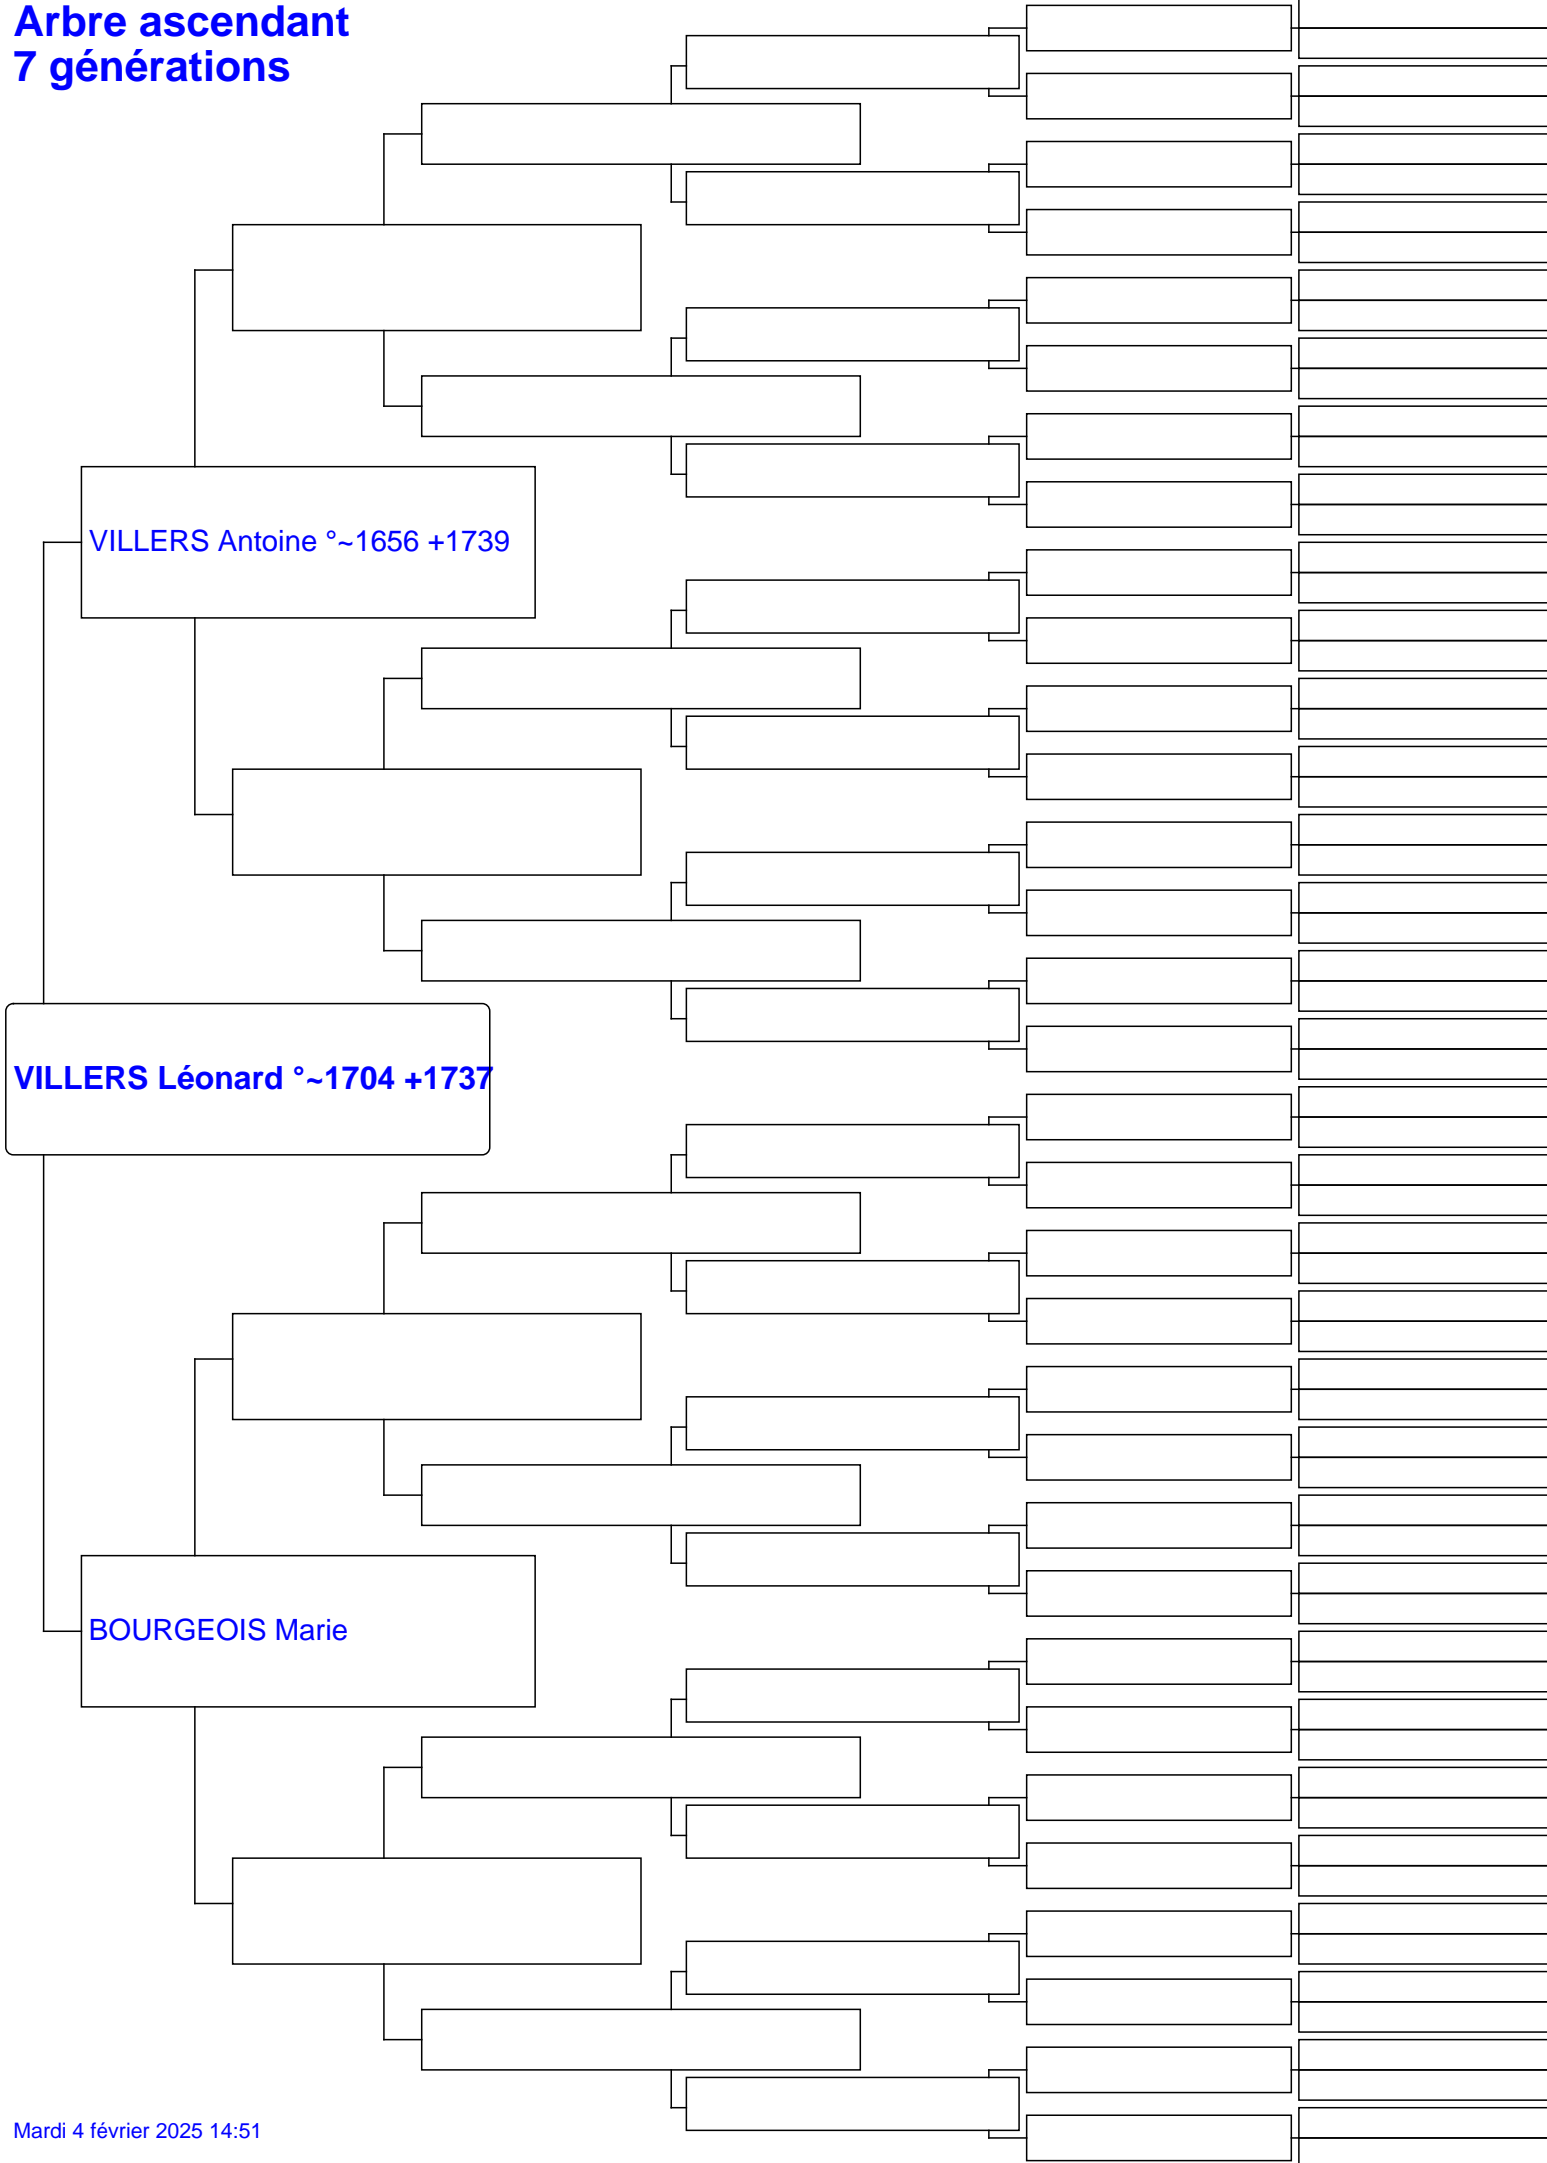 Arbre ascendant
7 générations
VILLERS Antoine °~1656 +1739
VILLERS Léonard °~1704 +1737
BOURGEOIS Marie
Mardi 4 février 2025 14:51